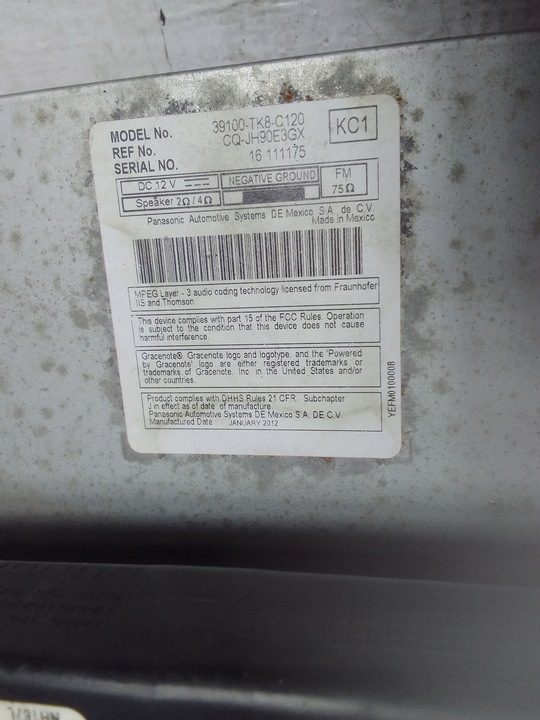 MODEL No. 39100-TK8-C120
REF No. CQ-JH90E3GX
SERIAL NO. 16 111175
KC1
DC 12 V
NEGATIVE GROUND
FM
75Ω
Speaker 2Ω / 4Ω
Panasonic Automotive Systems DE Mexico S.A. de C.V.
Made in Mexico
MPEG Layer - 3 audio coding technology licensed from Fraunhofer
IIS and Thomson.
This device complies with part 15 of the FCC Rules. Operation
is subject to the condition that this device does not cause
harmful interference.
Gracenote®, Gracenote logo and logotype, and the 'Powered
by Gracenote' logo are either registered trademarks or
trademarks of Gracenote, Inc. in the United States and/or
other countries.
Product complies with DHHS Rules 21 CFR. Subchapter
J in effect as of date of manufacture.
Panasonic Automotive Systems DE Mexico S.A. DE C.V.
Manufactured Date : JANUARY 2012
YEFM0100008